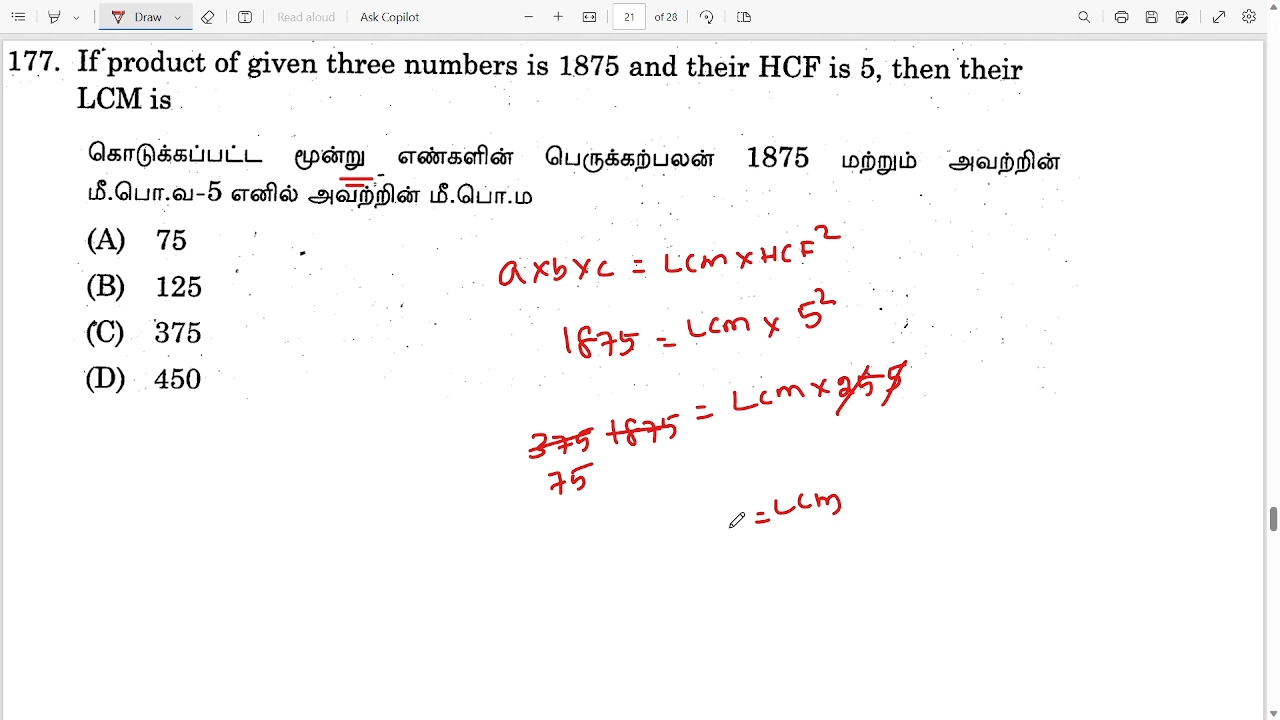 Draw
Read aloud
Ask Copilot
21 of 28
177. If product of given three numbers is 1875 and their HCF is 5, then their
LCM is
கொடுக்கப்பட்ட மூன்று எண்களின் பெருக்கற்பலன் 1875 மற்றும் அவற்றின்
மீ.பொ.வ-5 எனில் அவற்றின் மீ.பொ.ம
(A) 75
(B) 125
(C) 375
(D) 450
a×b×c = LCM×HCF²
1875 = LCM × 5²
375 1875 = LCM × 25 5
75
= LCM